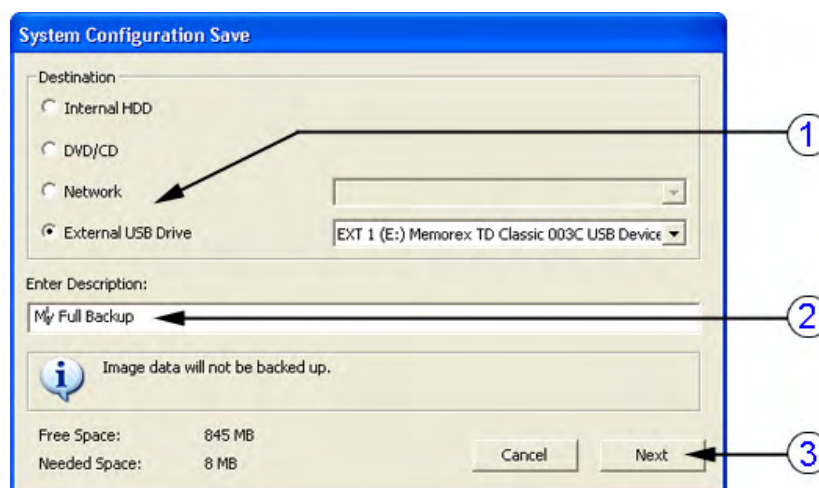 System Configuration Save
Destination
Internal HDD
DVD/CD
1
Network
External USB Drive EXT 1 (E:) Memorex TD Classic 003C USB Device
Enter Description:
My Full Backup
2
Image data will not be backed up.
Free Space: 845 MB
Needed Space: 8 MB
Cancel Next
3